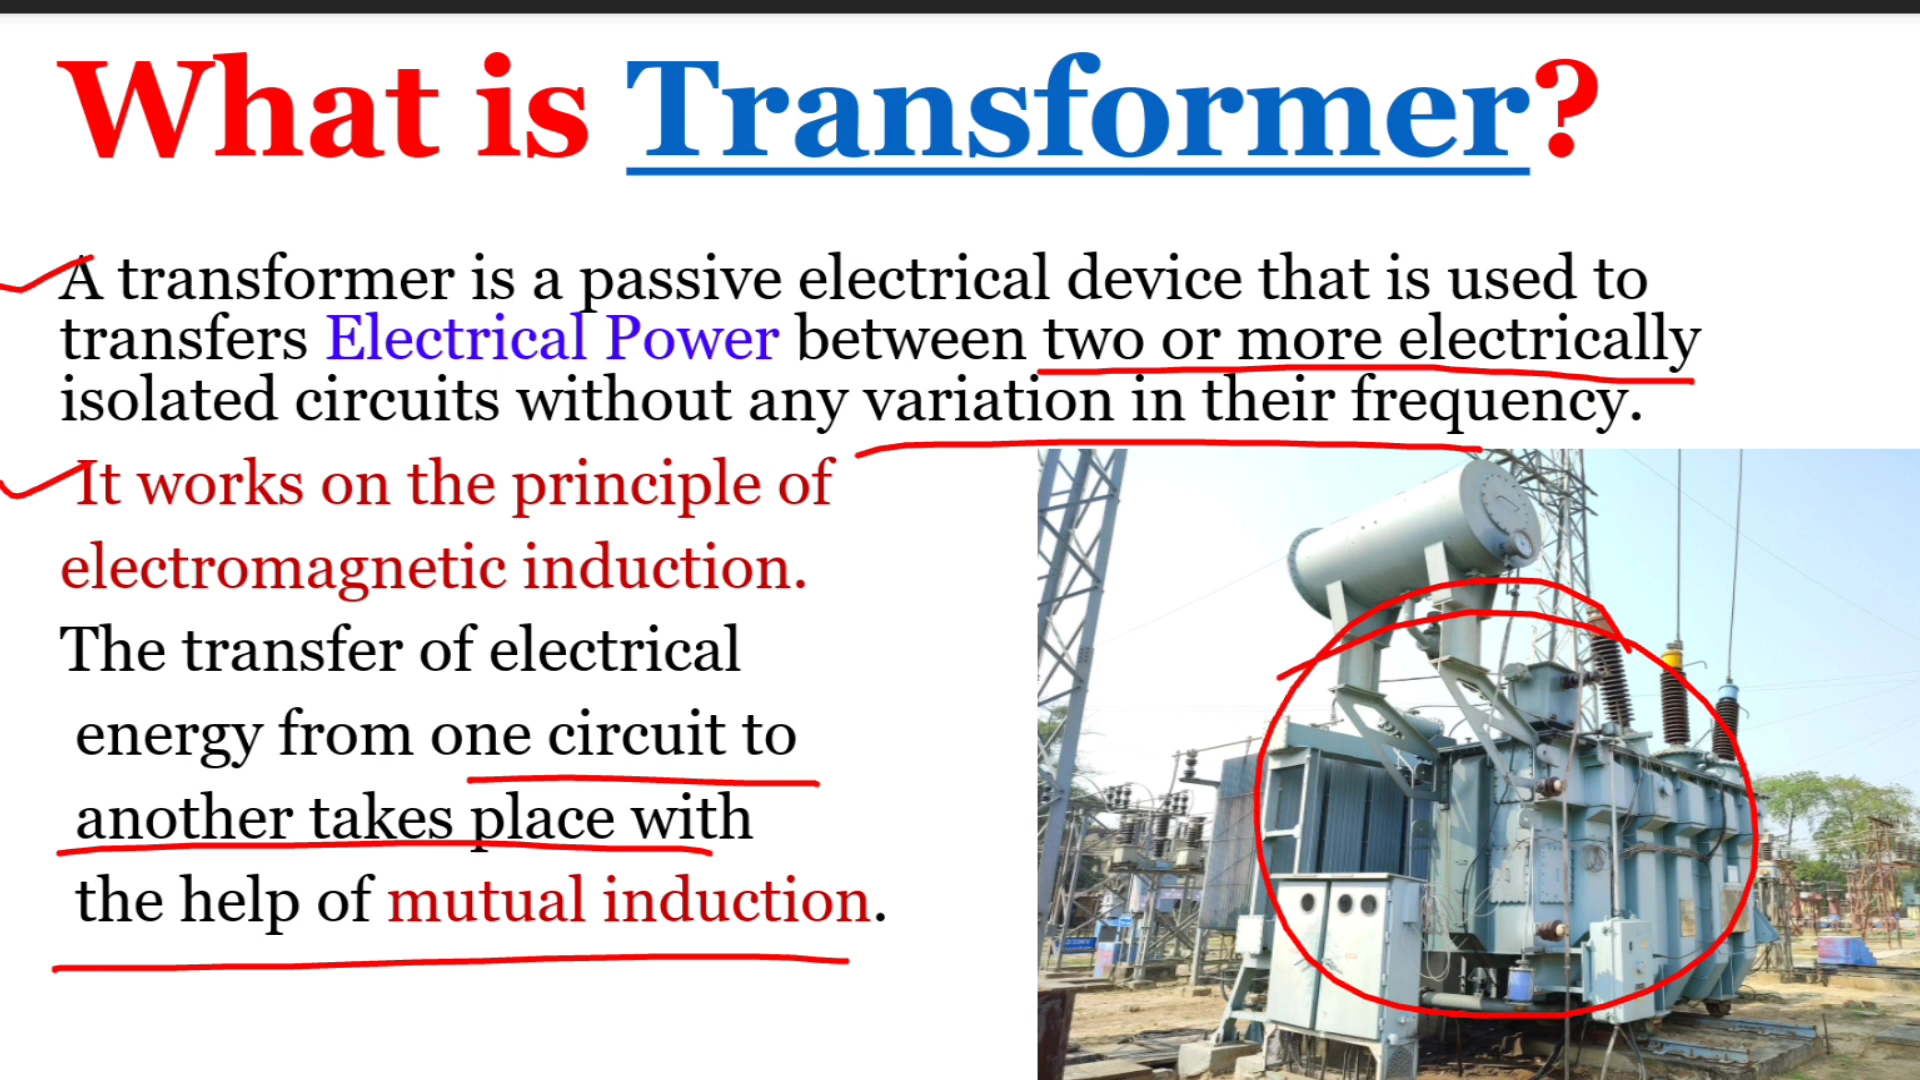 What is Transformer?
A transformer is a passive electrical device that is used to
transfers Electrical Power between two or more electrically
isolated circuits without any variation in their frequency.
It works on the principle of
electromagnetic induction.
The transfer of electrical
energy from one circuit to
another takes place with
the help of mutual induction.